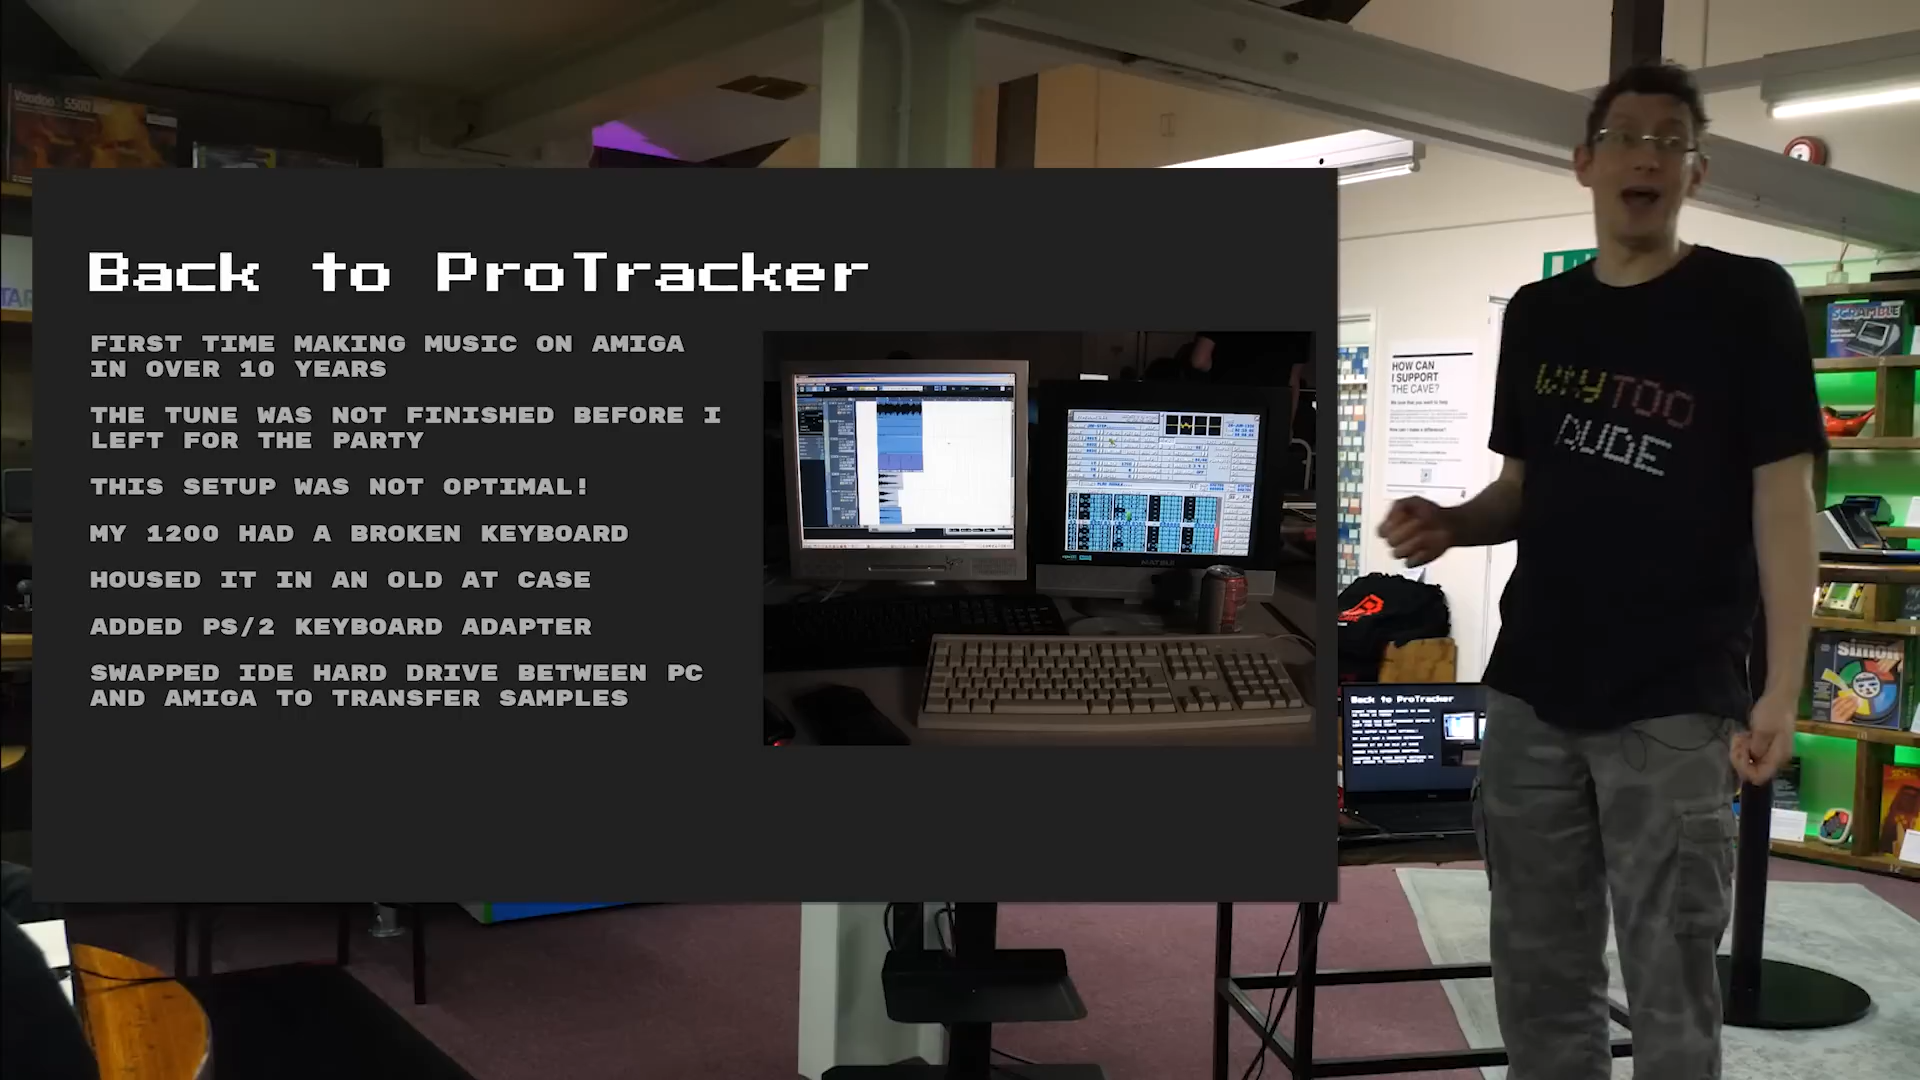 Voodoo5 5500
Back to ProTracker
FIRST TIME MAKING MUSIC ON AMIGA
IN OVER 10 YEARS
THE TUNE WAS NOT FINISHED BEFORE I
LEFT FOR THE PARTY
THIS SETUP WAS NOT OPTIMAL!
MY 1200 HAD A BROKEN KEYBOARD
HOUSED IT IN AN OLD AT CASE
ADDED PS/2 KEYBOARD ADAPTER
SWAPPED IDE HARD DRIVE BETWEEN PC
AND AMIGA TO TRANSFER SAMPLES
MATSUI
HOW CAN
I SUPPORT
THE CAVE?
WAYTOO
DUDE
SCRAMBLE
Simon
Back to ProTracker